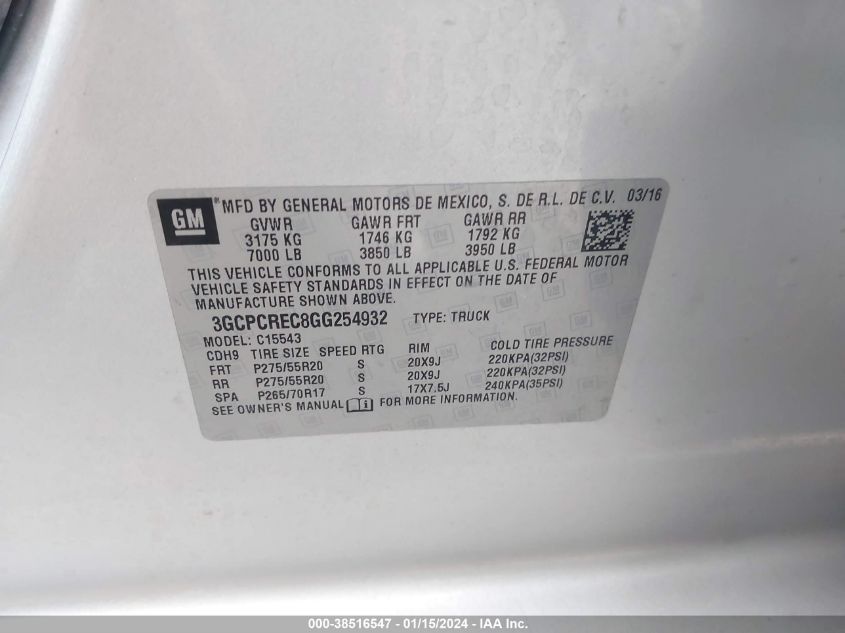 GM ® MFD BY GENERAL MOTORS DE MEXICO, S. DE R.L. DE C.V. 03/16
GVWR GAWR FRT GAWR RR
3175 KG 1746 KG 1792 KG
7000 LB 3850 LB 3950 LB
THIS VEHICLE CONFORMS TO ALL APPLICABLE U.S. FEDERAL MOTOR
VEHICLE SAFETY STANDARDS IN EFFECT ON THE DATE OF
MANUFACTURE SHOWN ABOVE.
3GCPCREC8GG254932 TYPE: TRUCK
MODEL: C15543
CDH9 TIRE SIZE SPEED RTG RIM COLD TIRE PRESSURE
FRT P275/55R20 S 20X9J 220KPA(32PSI)
RR P275/55R20 S 20X9J 220KPA(32PSI)
SPA P265/70R17 S 17X7.5J 240KPA(35PSI)
SEE OWNER'S MANUAL i FOR MORE INFORMATION.
000-38516547 - 01/15/2024 - IAA Inc.